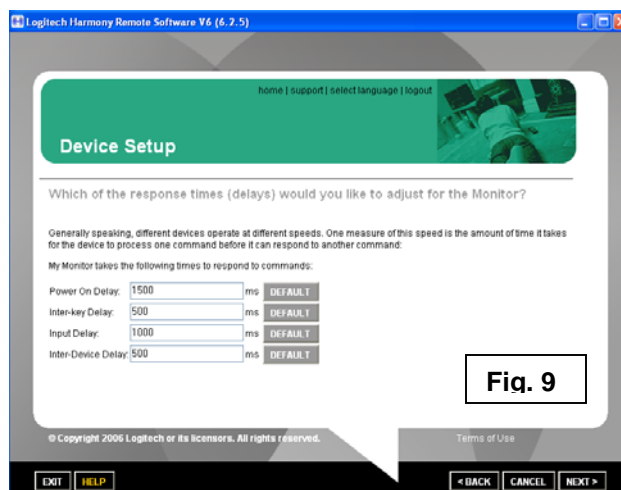 Logitech Harmony Remote Software V6 (6.2.5)
home | support | select language | logout
Device Setup
Which of the response times (delays) would you like to adjust for the Monitor?
Generally speaking, different devices operate at different speeds. One measure of this speed is the amount of time it takes
for the device to process one command before it can respond to another command:
My Monitor takes the following times to respond to commands:
Power On Delay: 1500 ms DEFAULT
Inter-key Delay: 500 ms DEFAULT
Input Delay: 1000 ms DEFAULT
Inter-Device Delay: 500 ms DEFAULT
Fig. 9
© Copyright 2006 Logitech or its licensors. All rights reserved. Terms of Use
EXIT HELP < BACK CANCEL NEXT >